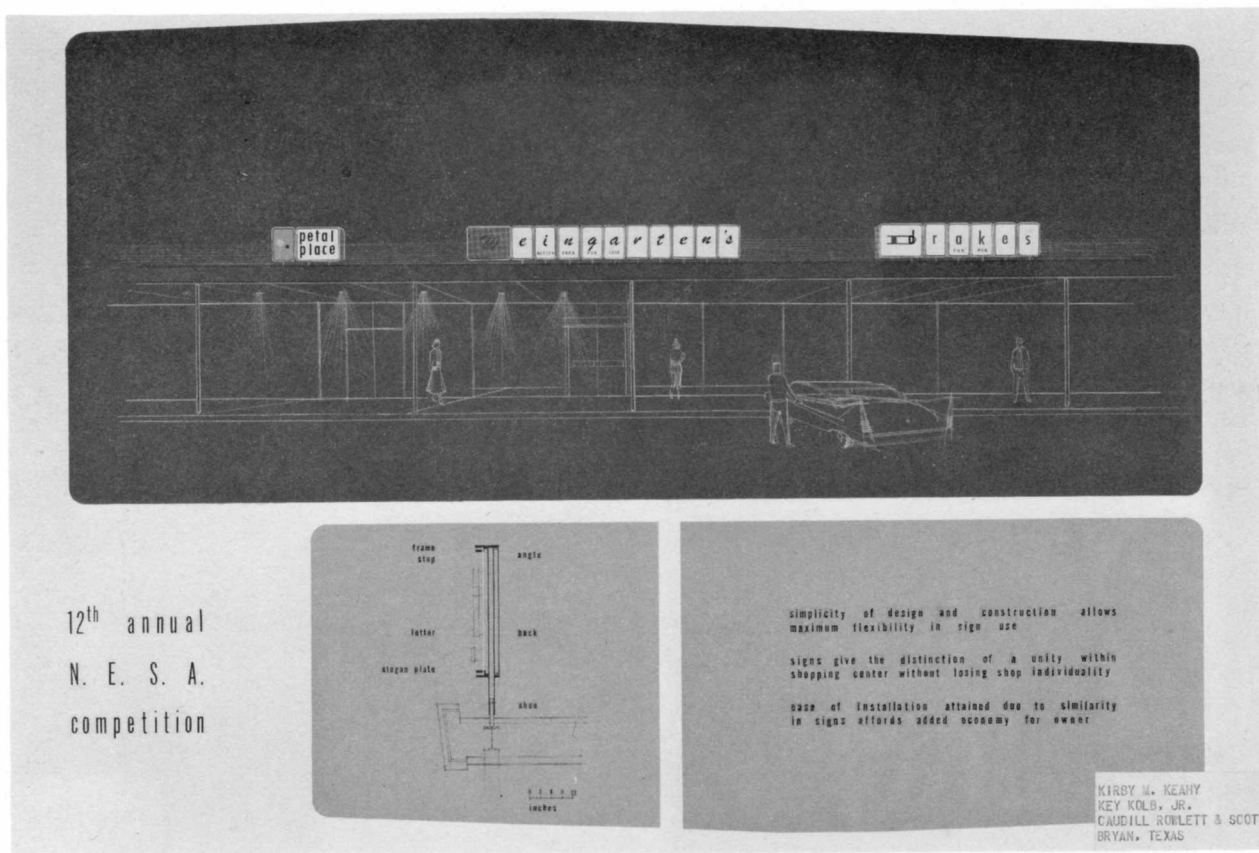 petal
place
Weingarten's
drakes
12th annual
N. E. S. A.
competition
frame
stop
angle
letter
back
slogan plate
shoe
inches
simplicity of design and construction allows
maximum flexibility in sign use
signs give the distinction of a unity within
shopping center without losing shop individuality
ease of installation attained due to similarity
in signs affords added economy for owner
KIRBY M. KEAHY
KEY KOLB, JR.
CAUDILL ROWLETT & SCOT
BRYAN, TEXAS